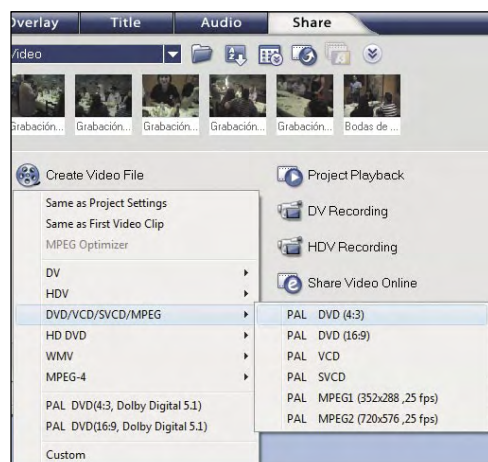 Overlay Title Audio Share
Video
Grabación... Grabación... Grabación... Grabación... Grabación... Bodas de ...
Create Video File
Project Playback
DV Recording
HDV Recording
Share Video Online
Same as Project Settings
Same as First Video Clip
MPEG Optimizer
DV
HDV
DVD/VCD/SVCD/MPEG
HD DVD
WMV
MPEG-4
PAL DVD(4:3, Dolby Digital 5.1)
PAL DVD(16:9, Dolby Digital 5.1)
Custom
PAL DVD (4:3)
PAL DVD (16:9)
PAL VCD
PAL SVCD
PAL MPEG1 (352x288 ,25 fps)
PAL MPEG2 (720x576 ,25 fps)